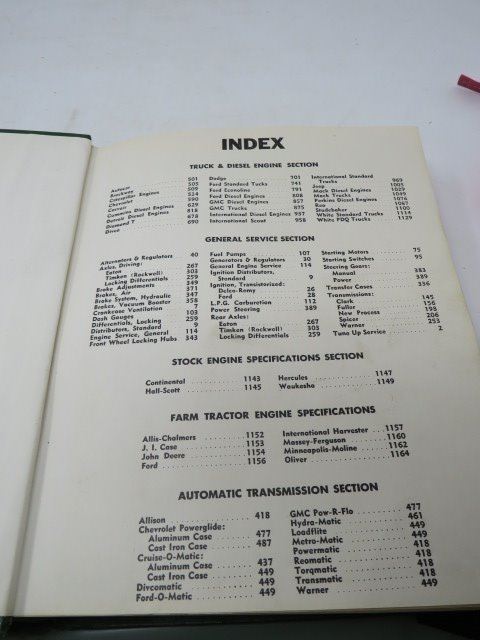 INDEX
TRUCK & DIESEL ENGINE SECTION
Autocar 501
Brockway 505
Caterpillar Engines 509
Chevrolet 524
Corvair 590
Cummins Diesel Engines 629
Detroit Diesel Engines 618
Diamond T 678
Divco 690
Dodge 701
Ford Standard Tucks 741
Ford Econoline 791
Ford Diesel Engines 808
GMC Diesel Engines 657
GMC Trucks 875
International Diesel Engines 957
International Scout 958
International Standard
Trucks 969
Jeep 1005
Mack Diesel Engines 1029
Mack Trucks 1049
Perkins Diesel Engines 1076
Reo
Studebaker 1100
White Standard Trucks 1114
White PDQ Trucks 1129
GENERAL SERVICE SECTION
Alternators & Regulators 40
Axles, Driving:
Eaton 267
Timken (Rockwell) 303
Locking Differentials 259
Brake Adjustments 349
Brakes, Air 371
Brake System, Hydraulic 341
Brakes, Vacuum Booster 358
Crankcase Ventilation 7
Dash Gauges 103
Differentials, Locking 259
Distributors, Standard 9
Engine Service, General 114
Front Wheel Locking Hubs 343
Fuel Pumps 107
Generators & Regulators 30
General Engine Service 114
Ignition Distributors,
Standard 9
Ignition, Transistorized:
Delco-Remy 26
Ford 28
L.P.G. Carburetion 112
Power Steering 389
Rear Axles:
Eaton 267
Timken (Rockwell) 303
Locking Differentials 259
Starting Motors 75
Starting Switches 95
Steering Gears:
Manual 383
Power 389
Transfer Cases 336
Transmissions:
Clark 145
Fuller 156
New Process 193
Spicer 206
Warner 253
Tune Up Service 2
STOCK ENGINE SPECIFICATIONS SECTION
Continental 1143
Hall-Scott 1145
Hercules 1147
Waukesha 1149
FARM TRACTOR ENGINE SPECIFICATIONS
Allis-Chalmers 1152
J. I. Case 1153
John Deere 1154
Ford 1156
International Harvester 1157
Massey-Ferguson 1160
Minneapolis-Moline 1162
Oliver 1164
AUTOMATIC TRANSMISSION SECTION
Allison 418
Chevrolet Powerglide:
Aluminum Case 477
Cast Iron Case 487
Cruise-O-Matic:
Aluminum Case 437
Cast Iron Case 449
Divcomatic 449
Ford-O-Matic 449
GMC Pow-R-Flo 477
Hydra-Matic 461
Loadflite 449
Metro-Matic 449
Powermatic 418
Reomatic 418
Torqmatic 418
Transmatic 418
Warner 449